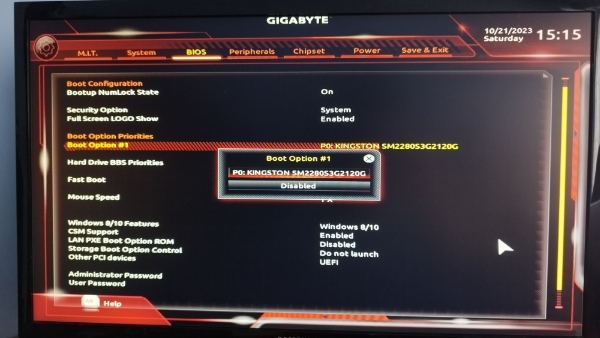 GIGABYTE
10/21/2023
Saturday
15:15
M.I.T.
System
BIOS
Peripherals
Chipset
Power
Save & Exit
Boot Configuration
Bootup NumLock State On
Security Option System
Full Screen LOGO Show Enabled
Boot Option Priorities
Boot Option #1 P0: KINGSTON SM2280S3G2120G
Boot Option #1
Hard Drive BBS Priorities
P0: KINGSTON SM2280S3G2120G
Fast Boot
Disabled
Mouse Speed
Windows 8/10 Features Windows 8/10
CSM Support Enabled
LAN PXE Boot Option ROM Disabled
Storage Boot Option Control Do not launch
Other PCI devices UEFI
Administrator Password
User Password
Help